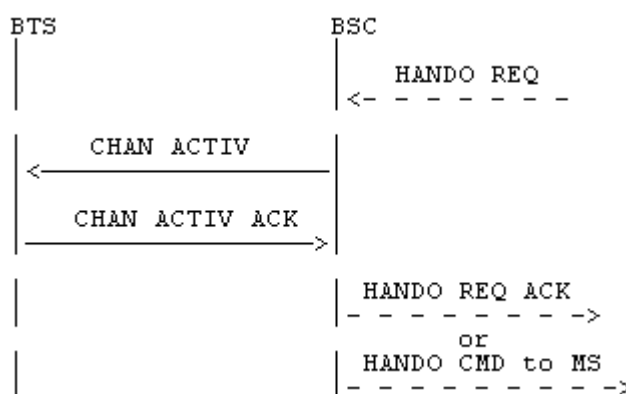 BTS BSC
HANDO REQ
CHAN ACTIV
CHAN ACTIV ACK
HANDO REQ ACK
or
HANDO CMD to MS